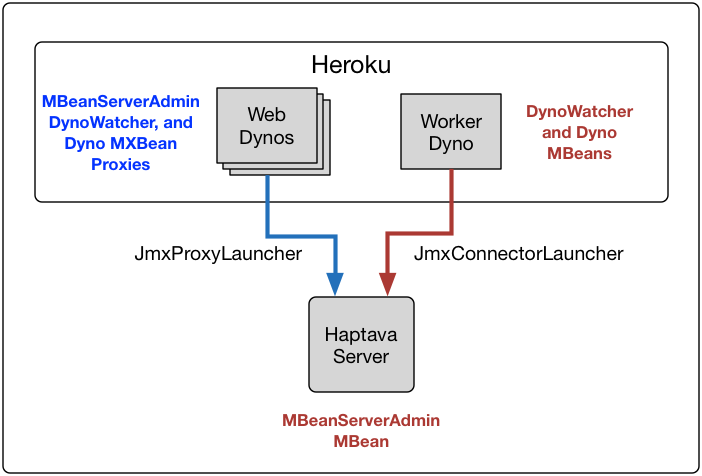 Heroku
MBeanServerAdmin
DynoWatcher, and
Dyno MXBean
Proxies
Web
Dynos
Worker
Dyno
DynoWatcher
and Dyno
MBeans
JmxProxyLauncher
JmxConnectorLauncher
Haptava
Server
MBeanServerAdmin
MBean